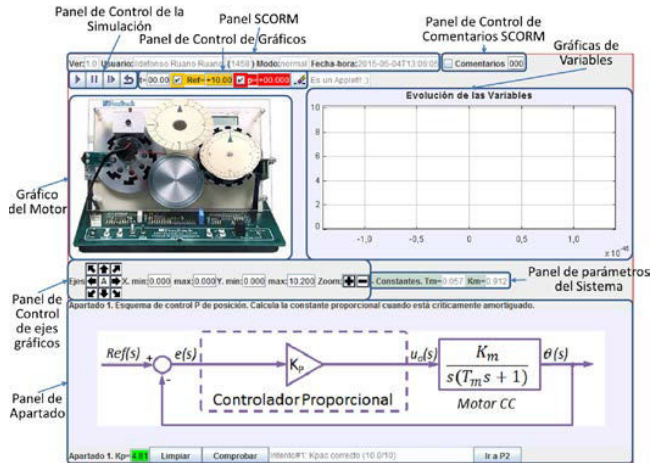 Panel de Control de la Simulación
Panel SCORM
Panel de Control de Gráficos
Panel de Control de Comentarios SCORM
Gráficas de Variables
Ver: 1.0 Usuario: Ildefonso Ruano Ruano (1458) Modo: normal Fecha-hora: 2015-05-04T13:06:05
Comentarios 000
t= 00.00 Ref= +10.00 p= +00.000 Es un Applet! :)
Feedback
Evolución de las Variables
10
8
6
4
2
0
-1,0 -0,5 0,0 0,5 1,0
x 10
Gráfico del Motor
Ejes A X. min: 0.000 max: 0.000 Y. min: 0.000 max: 10.200 Zoom: + -
Constantes. Tm= 0.057 Km= 0.912
Panel de parámetros del Sistema
Panel de Control de ejes gráficos
Apartado 1. Esquema de control P de posición. Calcula la constante proporcional cuando está críticamente amortiguado.
Ref(s) + - e(s) Kp u₀(s) Km s(Tms + 1) θ(s)
Controlador Proporcional
Motor CC
Panel de Apartado
Apartado 1. Kp= 4.81 Limpiar Comprobar Intento#1: Kpac correcto (10.0/10) Ir a P2